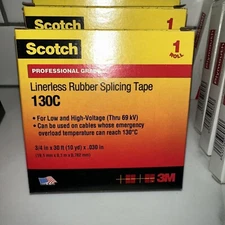 Scotch
1
Scotch
1
ROLL
PROFESSIONAL GRADE
Linerless Rubber Splicing Tape
130C
• For Low and High-Voltage (Thru 69 kV)
• Can be used on cables whose emergency
overload temperature can reach 130°C
3/4 in x 30 ft (10 yd) x .030 in.
3M